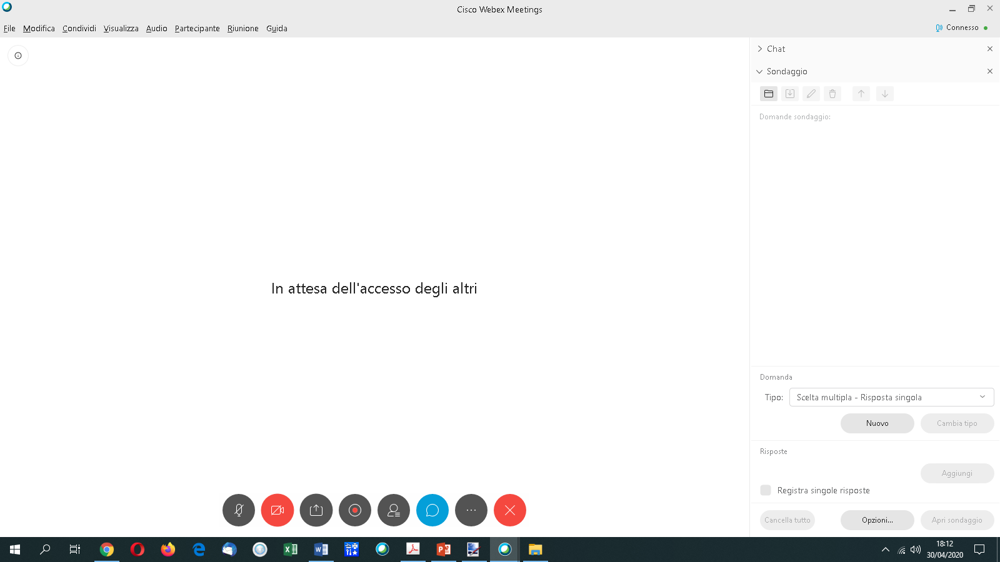 Cisco Webex Meetings
File Modifica Condividi Visualizza Audio Partecipante Riunione Guida
Connesso
Chat
Sondaggio
Domande sondaggio:
In attesa dell'accesso degli altri
Domanda
Tipo: Scelta multipla - Risposta singola
Nuovo Cambia tipo
Risposte
Aggiungi
Registra singole risposte
Cancella tutto Opzioni... Apri sondaggio
18:12
30/04/2020